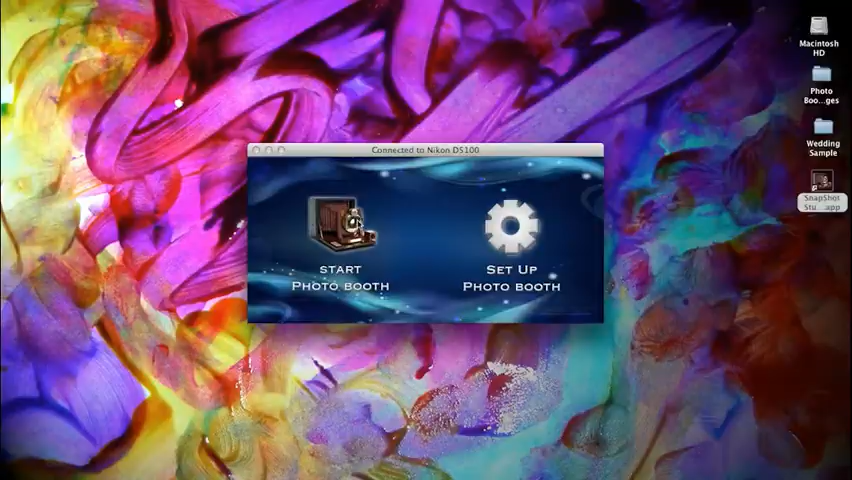 Connected to Nikon D5100
START
PHOTO BOOTH
SET UP
PHOTO BOOTH
Macintosh
HD
Photo
Boo...ges
Wedding
Sample
SnapShot
Stu...app